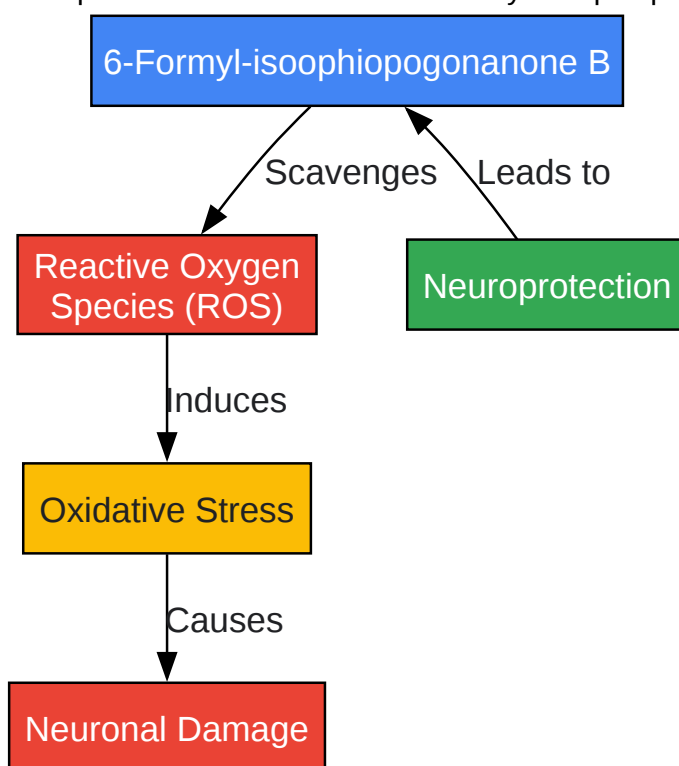 6-Formyl-isoophiopogonanone B
Scavenges
Leads to
Reactive Oxygen
Species (ROS)
Neuroprotection
Induces
Oxidative Stress
Causes
Neuronal Damage